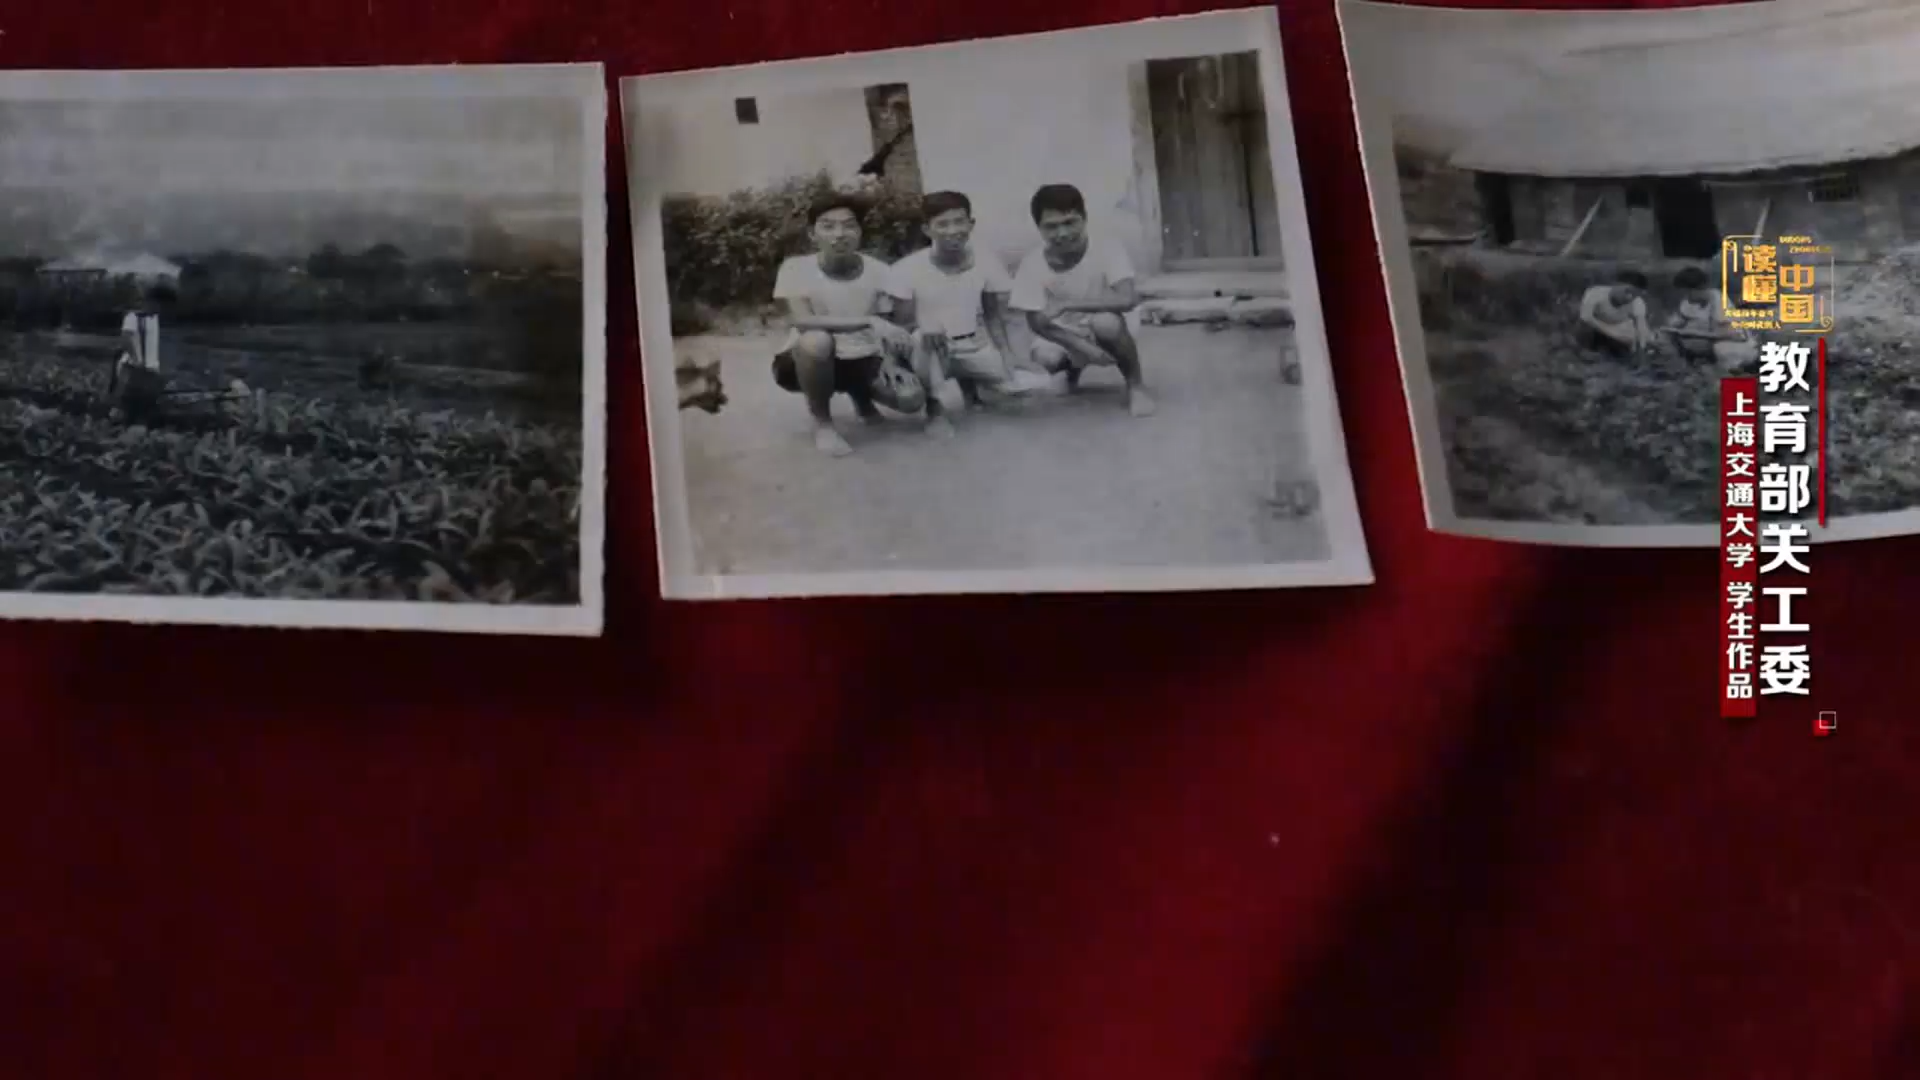 读懂
中国
教育部关工委
上海交通大学 学生作品